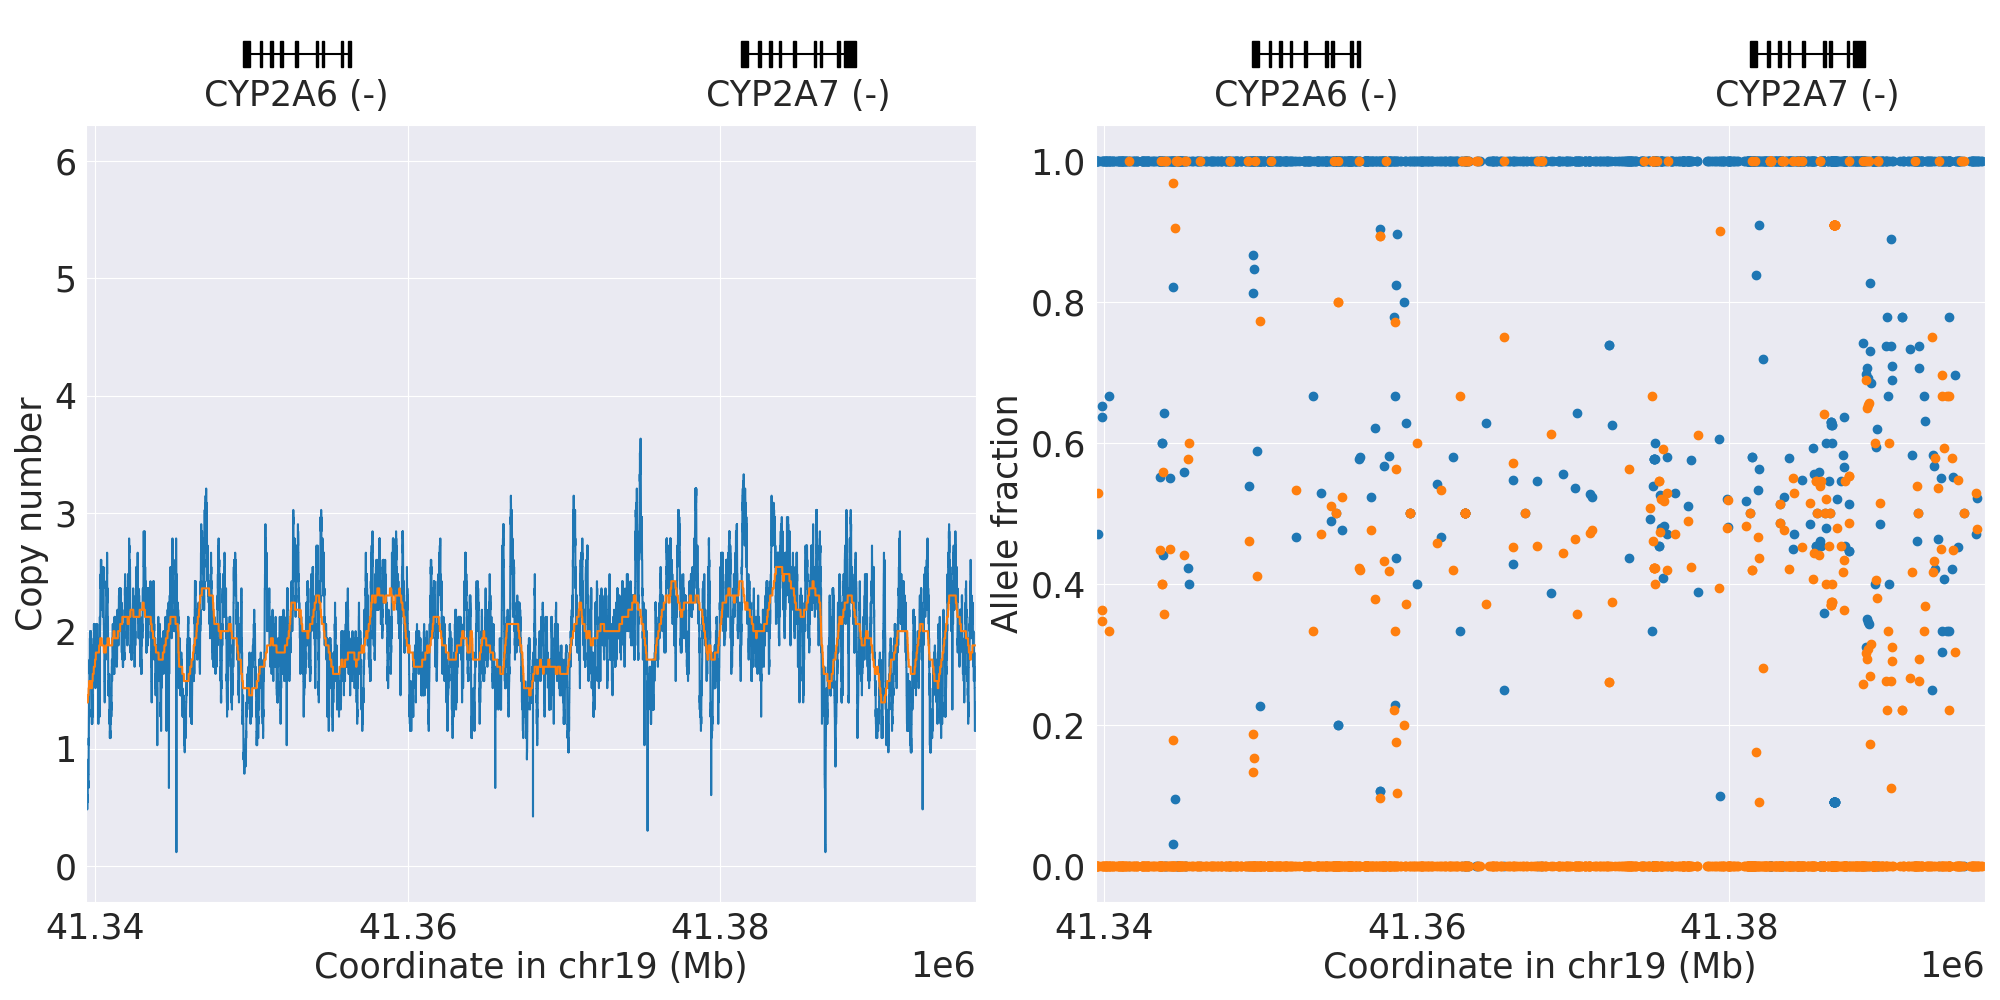 CYP2A6 (-)
CYP2A7 (-)
6
5
4
3
2
1
0
Copy number
41.34
41.36
41.38
Coordinate in chr19 (Mb)
1e6
CYP2A6 (-)
CYP2A7 (-)
1.0
0.8
0.6
0.4
0.2
0.0
Allele fraction
41.34
41.36
41.38
Coordinate in chr19 (Mb)
1e6